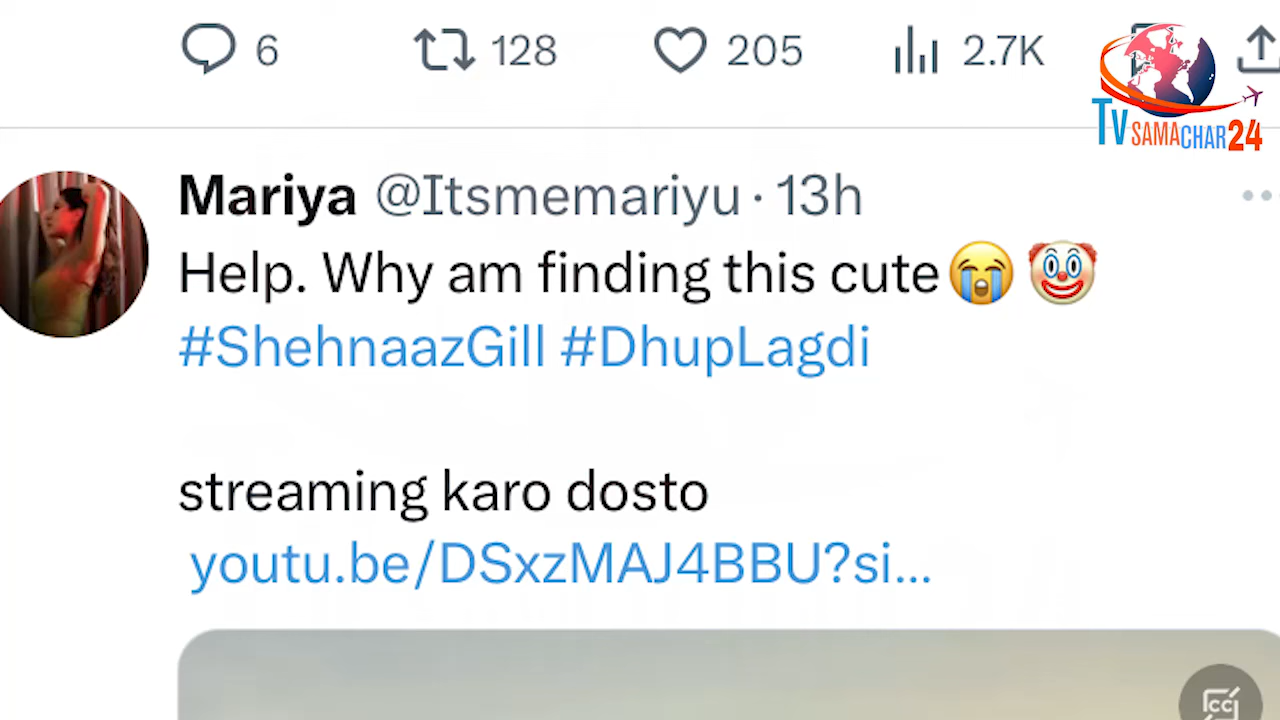 6 128 205 2.7K
TV SAMACHAR24
Mariya @Itsmemariyu · 13h
Help. Why am finding this cute😭🤡
#ShehnaazGill #DhupLagdi
streaming karo dosto
youtu.be/DSxzMAJ4BBU?si...
CC